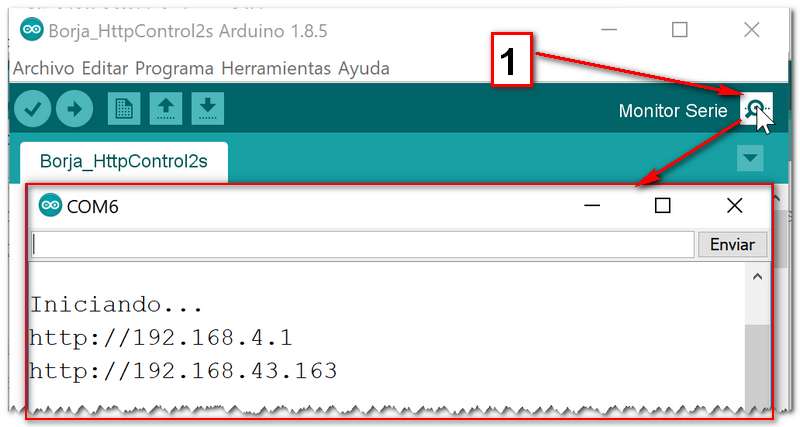 Borja_HttpControl2s Arduino 1.8.5
Archivo Editar Programa Herramientas Ayuda
1
Monitor Serie
Borja_HttpControl2s
COM6
Enviar
Iniciando...
http://192.168.4.1
http://192.168.43.163